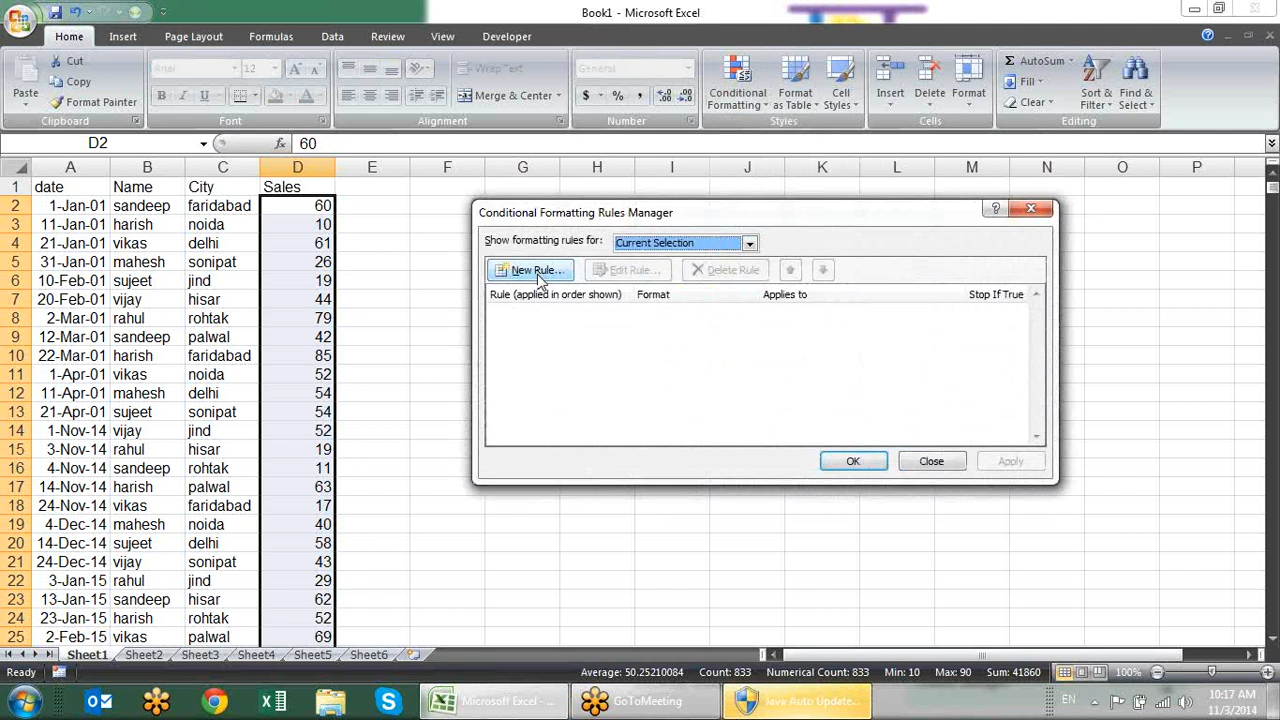 Book1 - Microsoft Excel
Home Insert Page Layout Formulas Data Review View Developer
Paste
Cut
Copy
Format Painter
Clipboard
Arial 12
B I U
Font
Wrap Text
Merge & Center
Alignment
General
$ % ,
Number
Conditional Formatting
Format as Table
Cell Styles
Styles
Insert Delete Format
Cells
AutoSum
Fill
Clear
Sort & Filter
Find & Select
Editing
D2 fx 60
A B C D E F G H I J K L M N O P
1 date Name City Sales
2 1-Jan-01 sandeep faridabad 60
3 11-Jan-01 harish noida 10
4 21-Jan-01 vikas delhi 61
5 31-Jan-01 mahesh sonipat 26
6 10-Feb-01 sujeet jind 19
7 20-Feb-01 vijay hisar 44
8 2-Mar-01 rahul rohtak 79
9 12-Mar-01 sandeep palwal 42
10 22-Mar-01 harish faridabad 85
11 1-Apr-01 vikas noida 52
12 11-Apr-01 mahesh delhi 54
13 21-Apr-01 sujeet sonipat 54
14 1-Nov-14 vijay jind 52
15 3-Nov-14 rahul hisar 19
16 4-Nov-14 sandeep rohtak 11
17 14-Nov-14 harish palwal 63
18 24-Nov-14 vikas faridabad 17
19 4-Dec-14 mahesh noida 40
20 14-Dec-14 sujeet delhi 58
21 24-Dec-14 vijay sonipat 43
22 3-Jan-15 rahul jind 29
23 13-Jan-15 sandeep hisar 62
24 23-Jan-15 harish rohtak 52
25 2-Feb-15 vikas palwal 69
Conditional Formatting Rules Manager
Show formatting rules for: Current Selection
New Rule... Edit Rule... Delete Rule
Rule (applied in order shown) Format Applies to Stop If True
OK Close Apply
Sheet1 Sheet2 Sheet3 Sheet4 Sheet5 Sheet6
Ready Average: 50.25210084 Count: 833 Numerical Count: 833 Min: 10 Max: 90 Sum: 41860 100%
Microsoft Excel - ... GoToMeeting Java Auto Update... EN 10:17 AM
11/3/2014